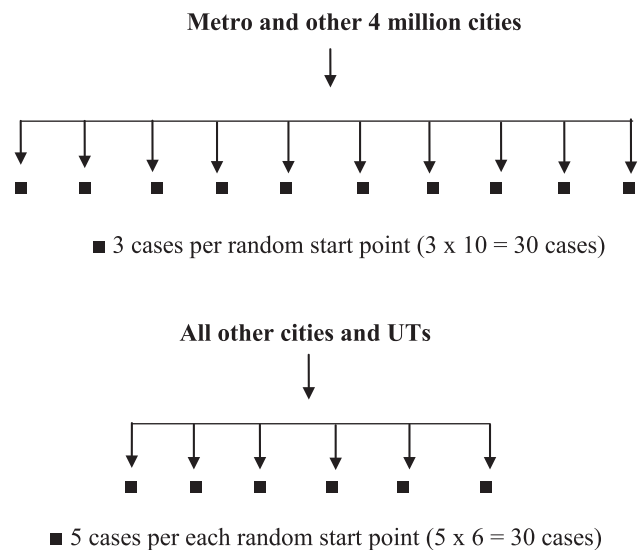 Metro and other 4 million cities
■ 3 cases per random start point (3 x 10 = 30 cases)
All other cities and UTs
■ 5 cases per each random start point (5 x 6 = 30 cases)